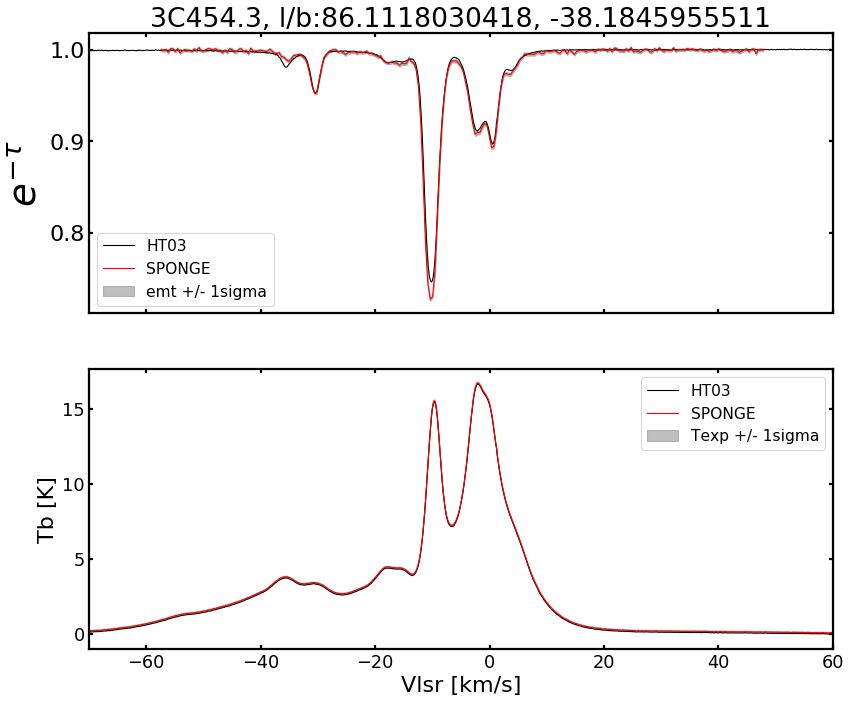 3C454.3, l/b:86.1118030418, -38.1845955511
1.0
0.9
0.8
e^{-τ}
HT03
SPONGE
emt +/- 1sigma
15
10
5
0
Tb [K]
HT03
SPONGE
Texp +/- 1sigma
−60 −40 −20 0 20 40 60
Vlsr [km/s]